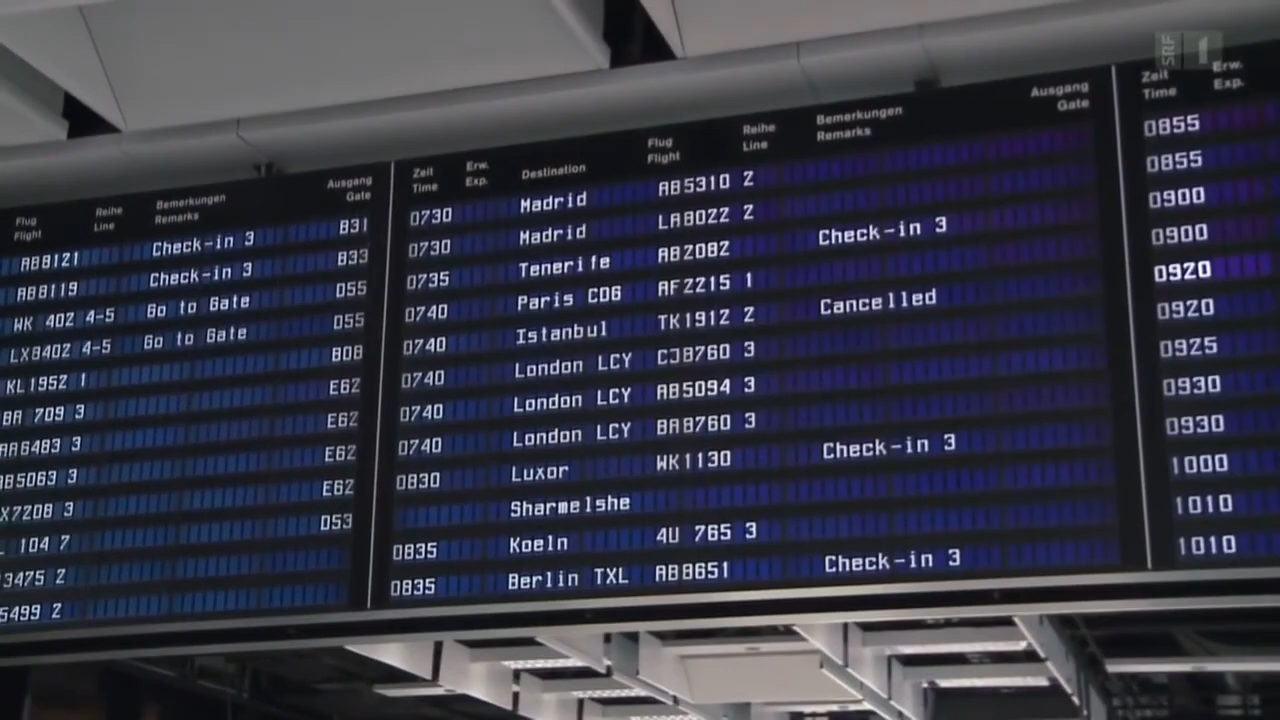 Flug Reihe Bemerkungen Ausgang
Flight Line Remarks Gate
AB8121 Check-in 3 B31
AB8119 Check-in 3 B33
WK 402 4-5 Go to Gate D55
LX8402 4-5 Go to Gate D55
KL1952 1 B08
BA 709 3 E62
AA6483 3 E62
AB5063 3 E62
X7208 3 E62
104 7 D53
3475 2
5499 2
Zeit Erw. Flug Reihe Bemerkungen Ausgang
Time Exp. Destination Flight Line Remarks Gate
0730 Madrid AB5310 2
0730 Madrid LA8022 2
0735 Tenerife AB2082 Check-in 3
0740 Paris CDG AF2215 1
0740 Istanbul TK1912 2 Cancelled
0740 London LCY CJ8760 3
0740 London LCY AB5094 3
0740 London LCY BA8760 3
0830 Luxor WK1130 Check-in 3
Sharmelshe
0835 Koeln 4U 765 3
0835 Berlin TXL AB8651 Check-in 3
SRF 1
Zeit Erw.
Time Exp.
0855
0855
0900
0900
0920
0920
0925
0930
0930
1000
1010
1010